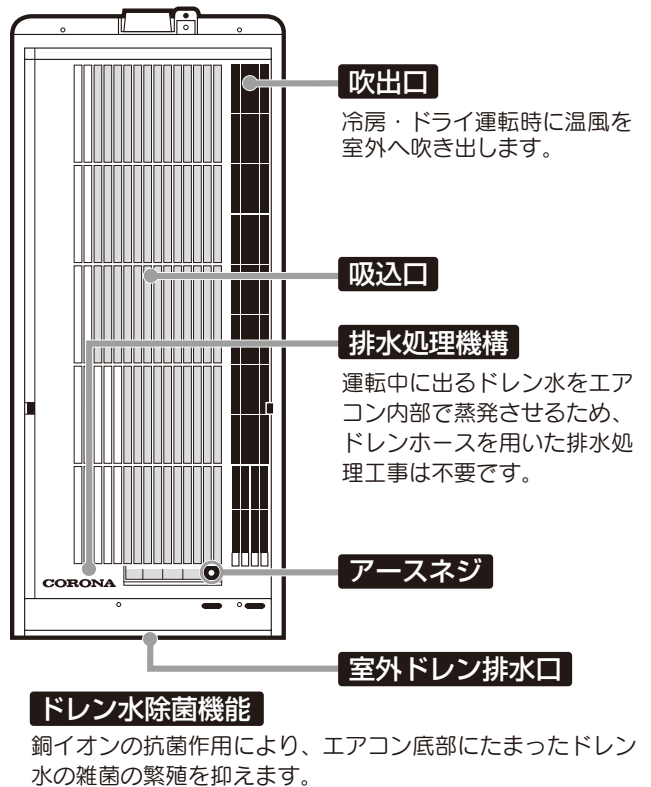 吹出口
冷房・ドライ運転時に温風を
室外へ吹き出します。
吸込口
排水処理機構
運転中に出るドレン水をエア
コン内部で蒸発させるため、
ドレンホースを用いた排水処
理工事は不要です。
アースネジ
CORONA
室外ドレン排水口
ドレン水除菌機能
銅イオンの抗菌作用により、エアコン底部にたまったドレン
水の雑菌の繁殖を抑えます。